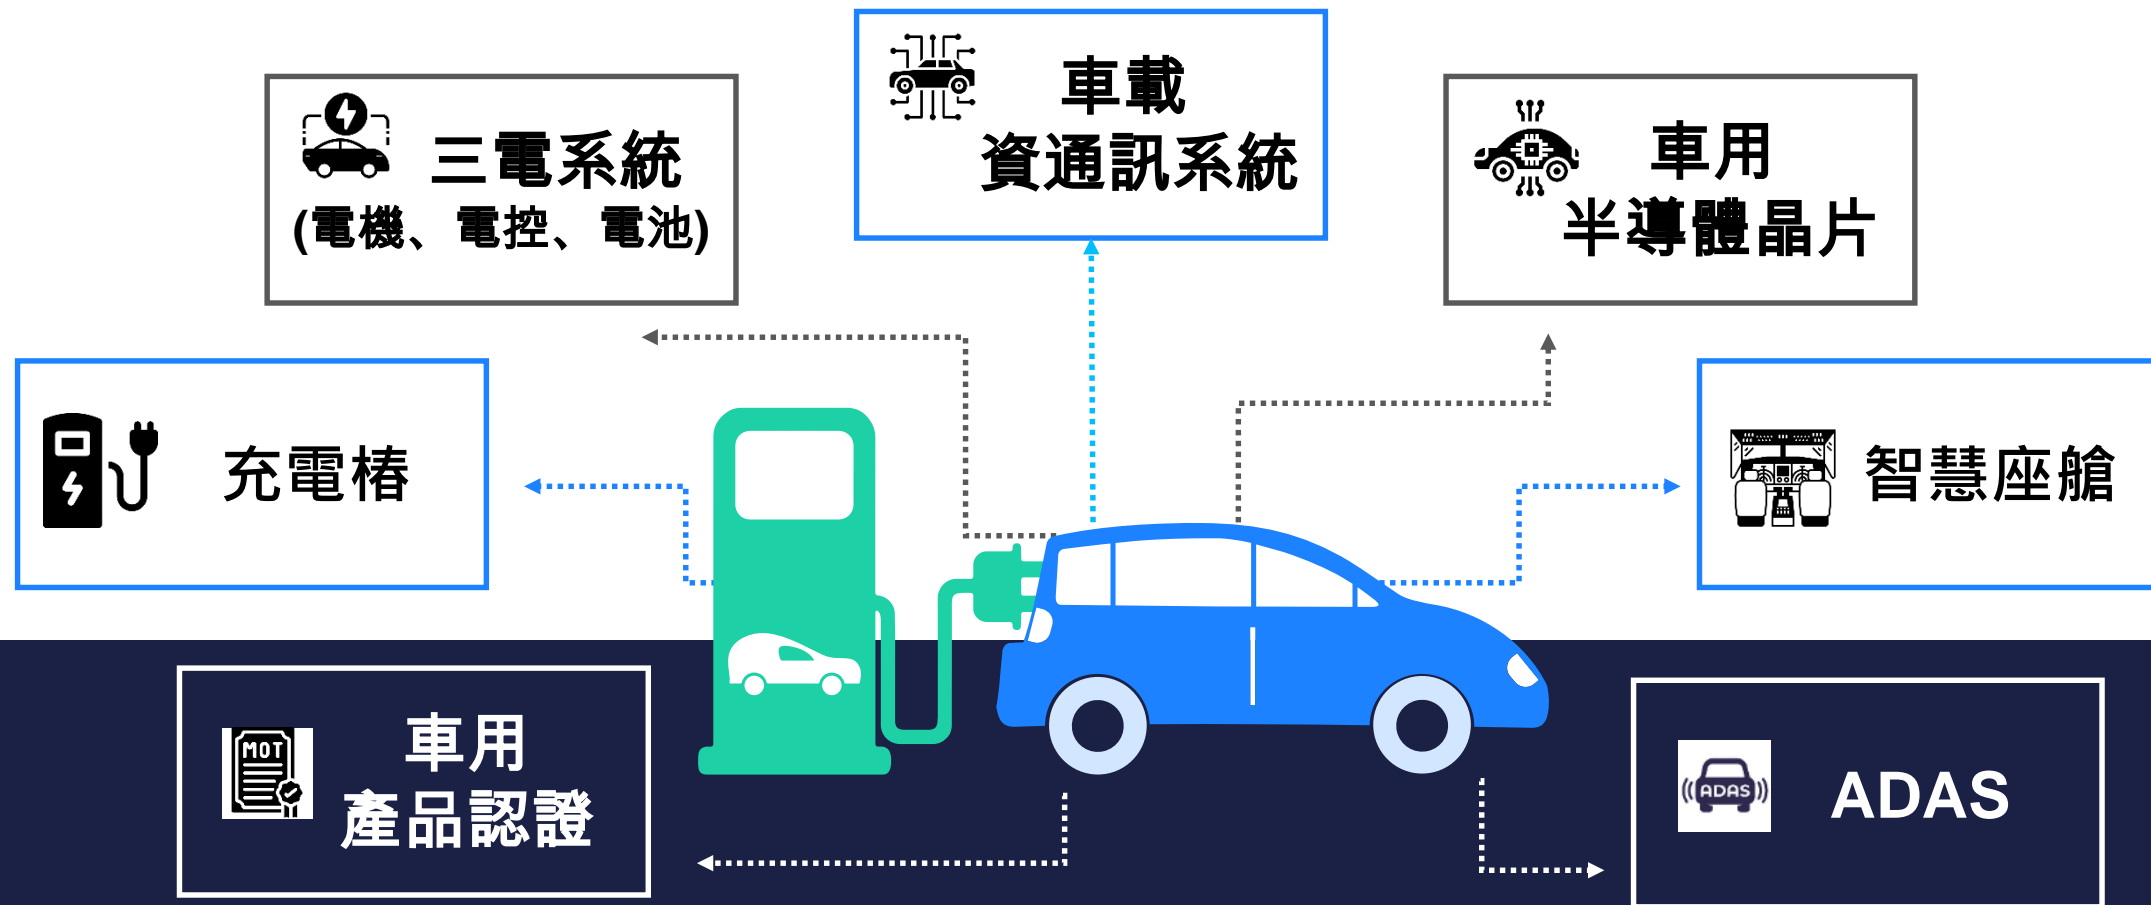 車載
資通訊系統
三電系統
(電機、電控、電池)
車用
半導體晶片
充電樁
智慧座艙
MOT
車用
產品認證
ADAS
ADAS